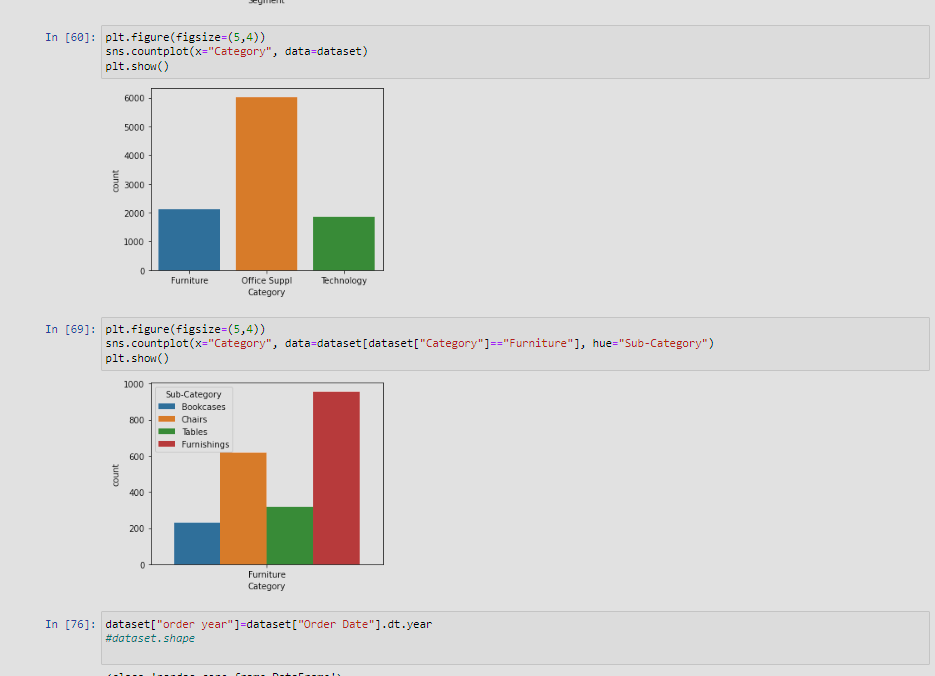 Segment
In [60]: plt.figure(figsize=(5,4))
sns.countplot(x="Category", data=dataset)
plt.show()
6000
5000
4000
3000
2000
1000
0
count
Furniture Office Suppl Technology
Category
In [69]: plt.figure(figsize=(5,4))
sns.countplot(x="Category", data=dataset[dataset["Category"]=="Furniture"], hue="Sub-Category")
plt.show()
1000
800
600
400
200
0
count
Sub-Category
Bookcases
Chairs
Tables
Furnishings
Furniture
Category
In [76]: dataset["order year"]=dataset["Order Date"].dt.year
#dataset.shape